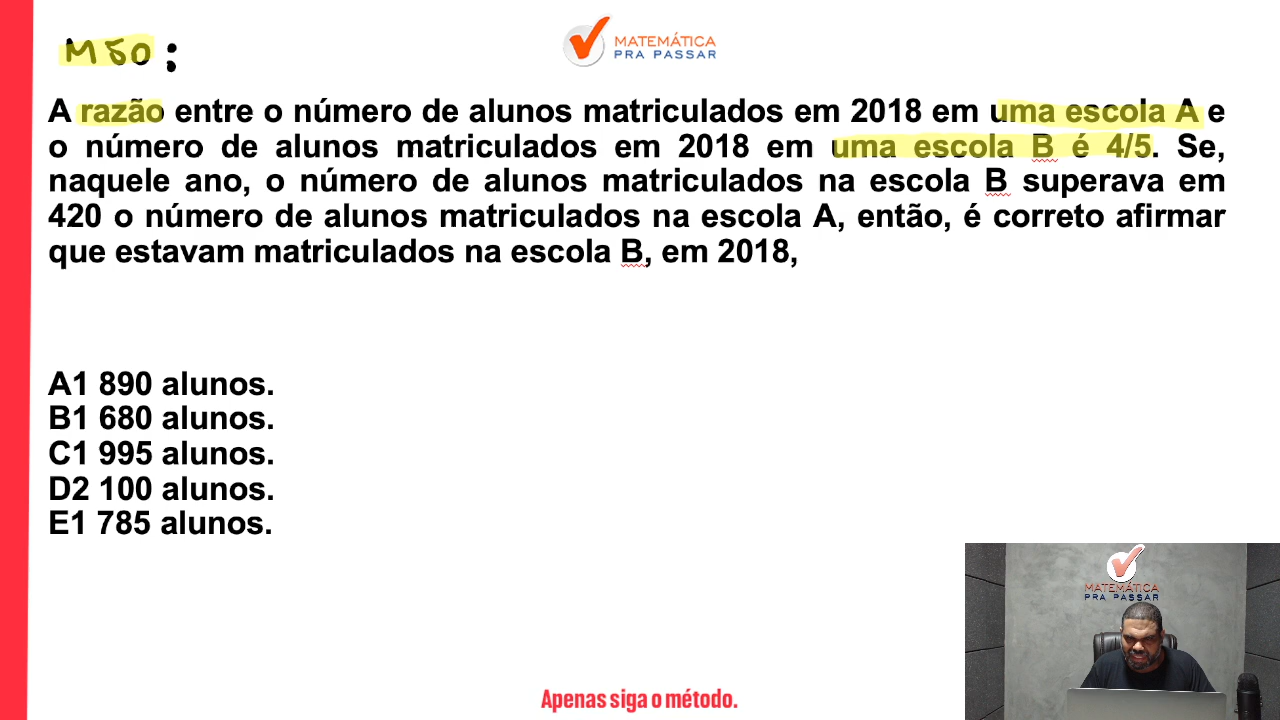 M50:
MATEMÁTICA
PRA PASSAR
A razão entre o número de alunos matriculados em 2018 em uma escola A e
o número de alunos matriculados em 2018 em uma escola B é 4/5. Se,
naquele ano, o número de alunos matriculados na escola B superava em
420 o número de alunos matriculados na escola A, então, é correto afirmar
que estavam matriculados na escola B, em 2018,
A1 890 alunos.
B1 680 alunos.
C1 995 alunos.
D2 100 alunos.
E1 785 alunos.
MATEMÁTICA
PRA PASSAR
Apenas siga o método.